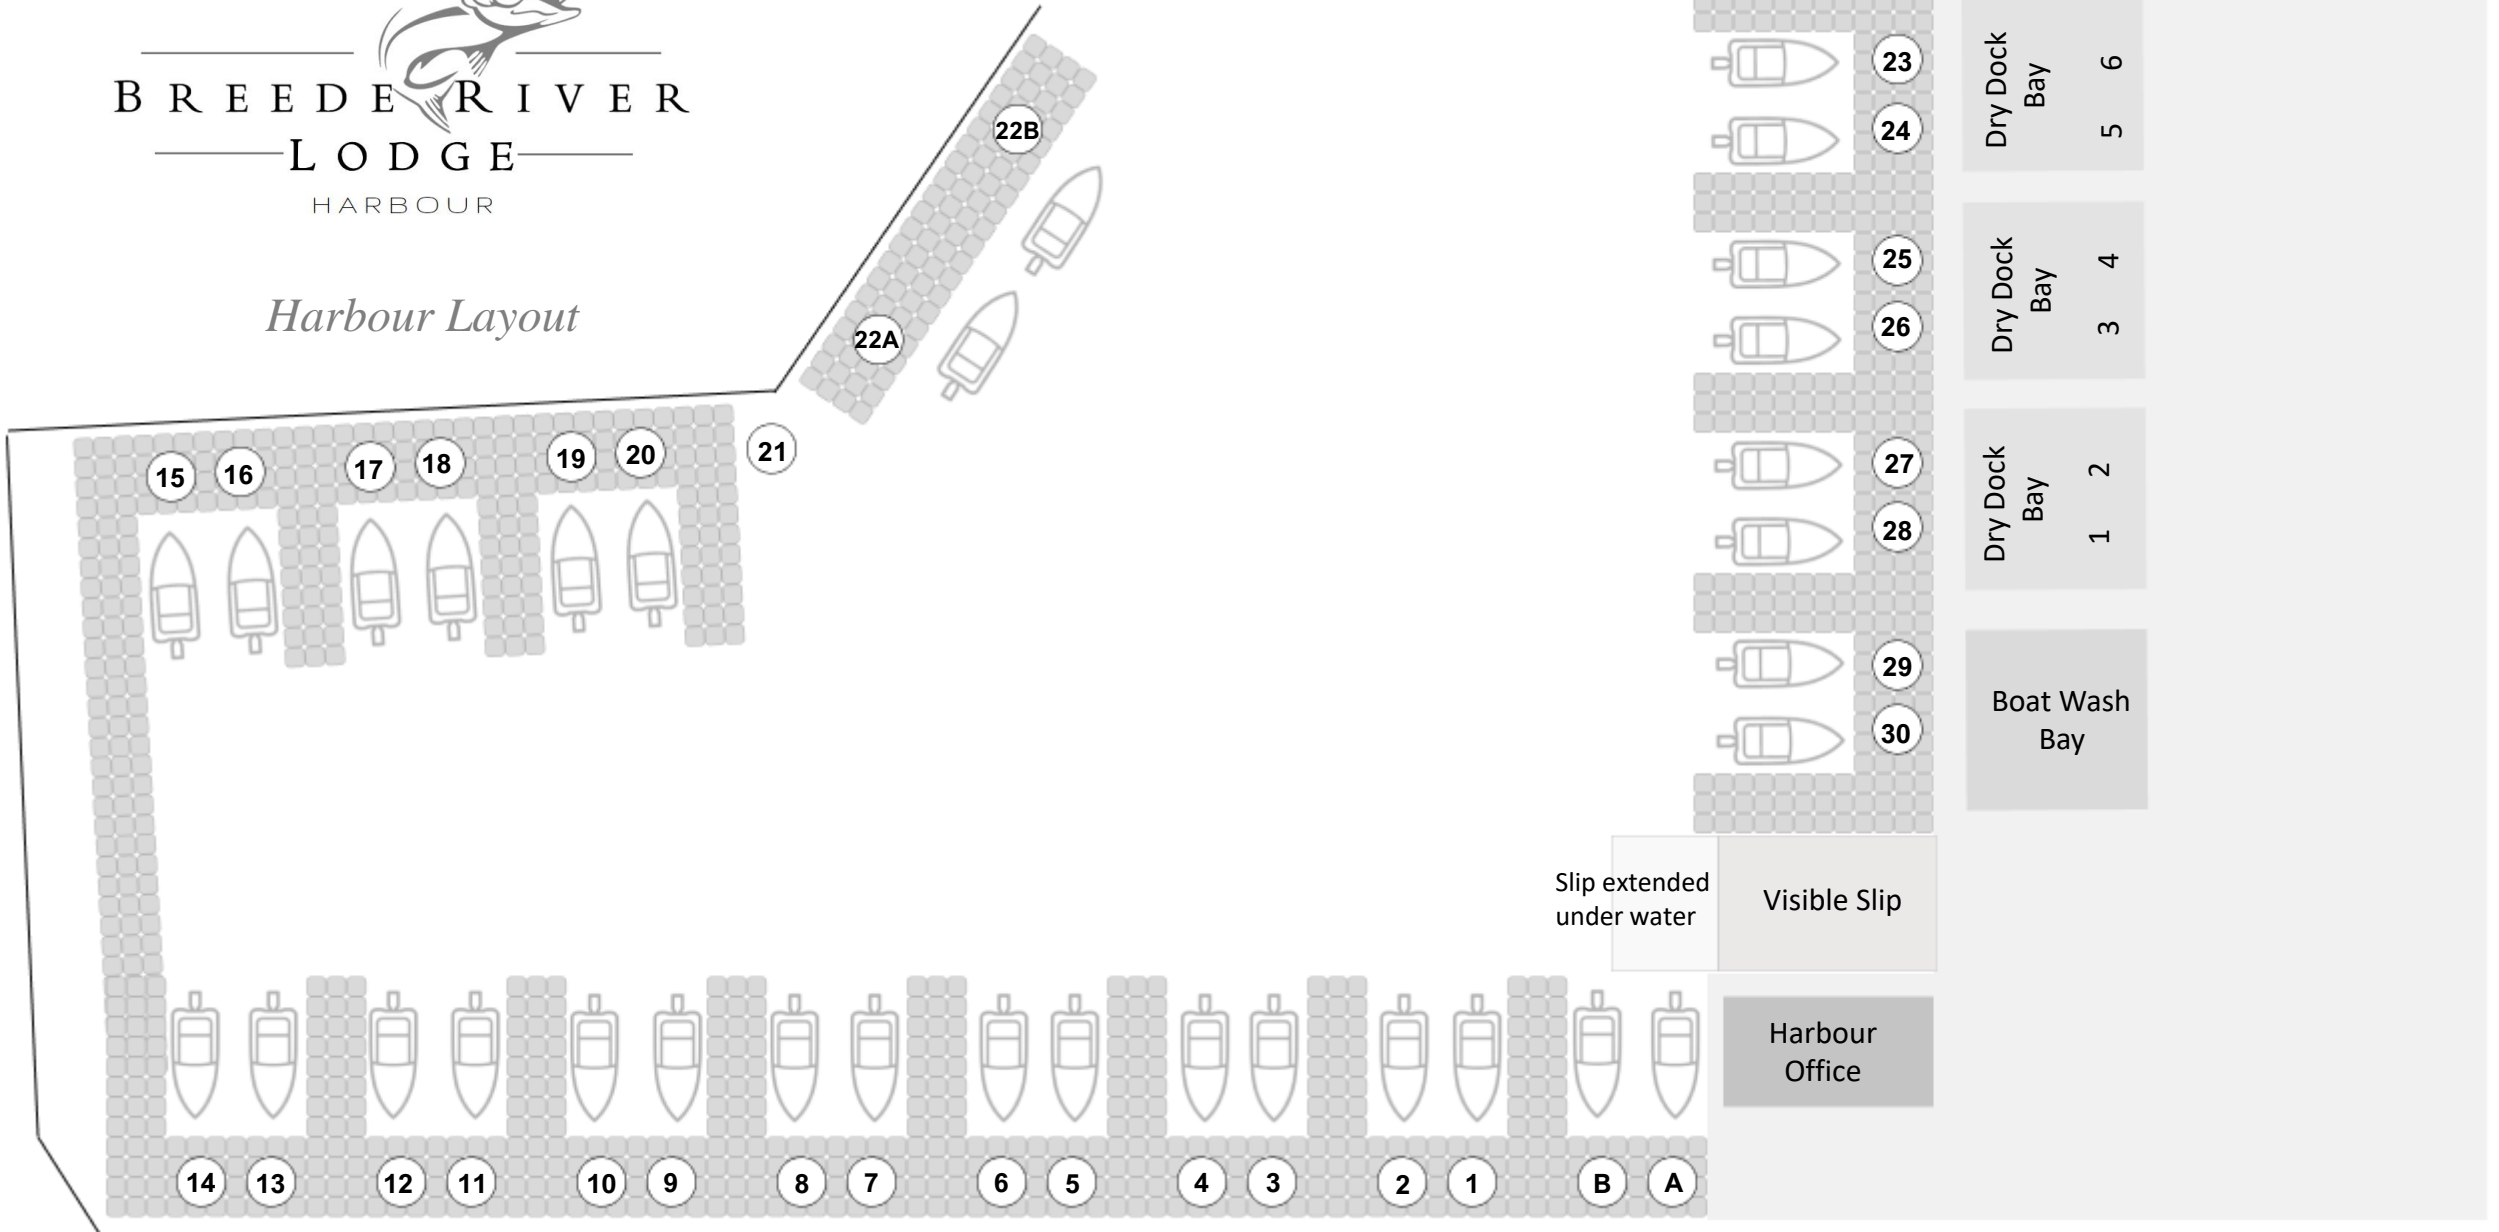 BREEDE RIVER
LODGE
HARBOUR
Harbour Layout
22B
22A
15
16
17
18
19
20
21
23
24
25
26
27
28
29
30
Dry Dock
Bay
6
5
Dry Dock
Bay
4
3
Dry Dock
Bay
2
1
Boat Wash
Bay
Slip extended
under water
Visible Slip
Harbour
Office
14
13
12
11
10
9
8
7
6
5
4
3
2
1
B
A